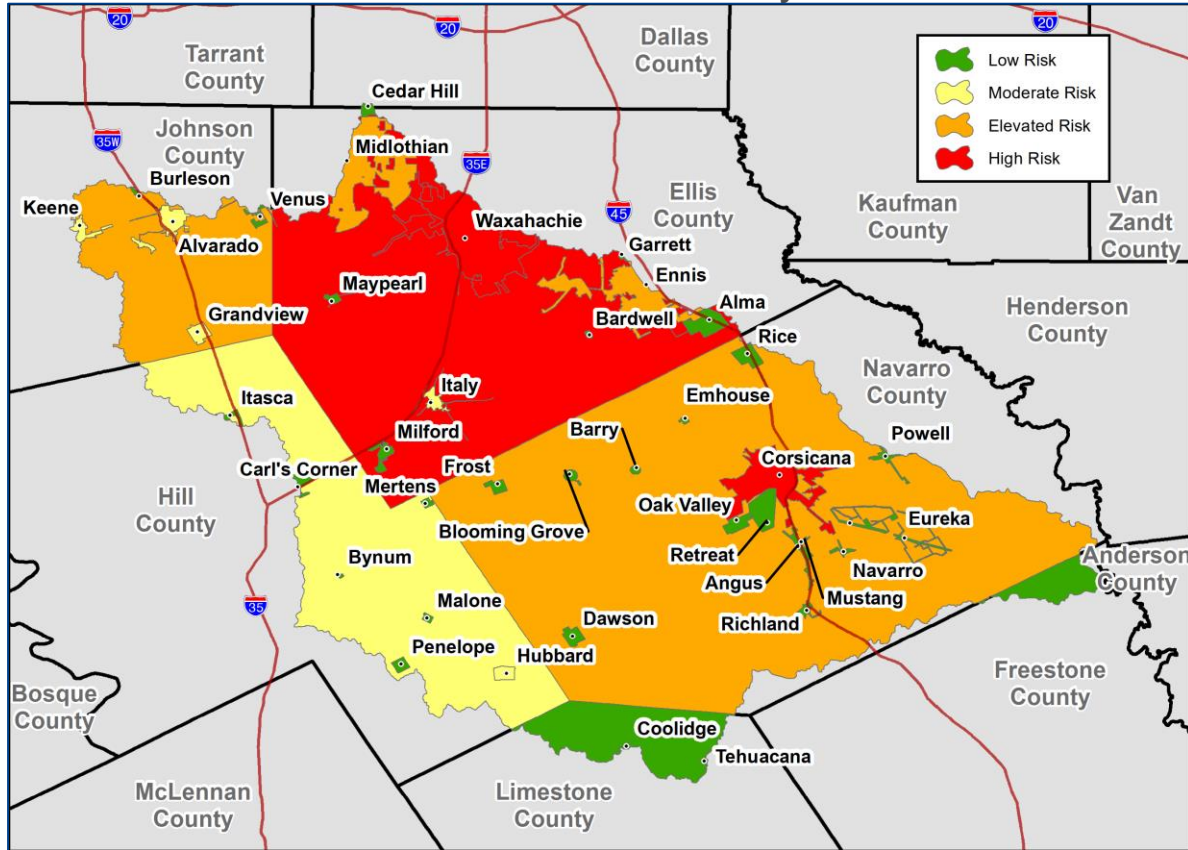 20
20
20
Tarrant
County
Dallas
County
Low Risk
Moderate Risk
Elevated Risk
High Risk
Cedar Hill
Johnson
County
35W
Midlothian
35E
Burleson
Keene
Venus
Ellis
County
Kaufman
County
Van
Zandt
County
Waxahachie
45
Alvarado
Garrett
Ennis
Maypearl
Alma
Henderson
County
Grandview
Bardwell
Rice
Navarro
County
Italy
Emhouse
Itasca
Barry
Powell
Milford
Corsicana
Carl's Corner
Frost
Mertens
Hill
County
Oak Valley
Eureka
Blooming Grove
Retreat
Anderson
County
Bynum
Navarro
Angus
Mustang
35
Malone
Dawson
Richland
Penelope
Hubbard
Freestone
County
Bosque
County
Coolidge
Tehuacana
McLennan
County
Limestone
County